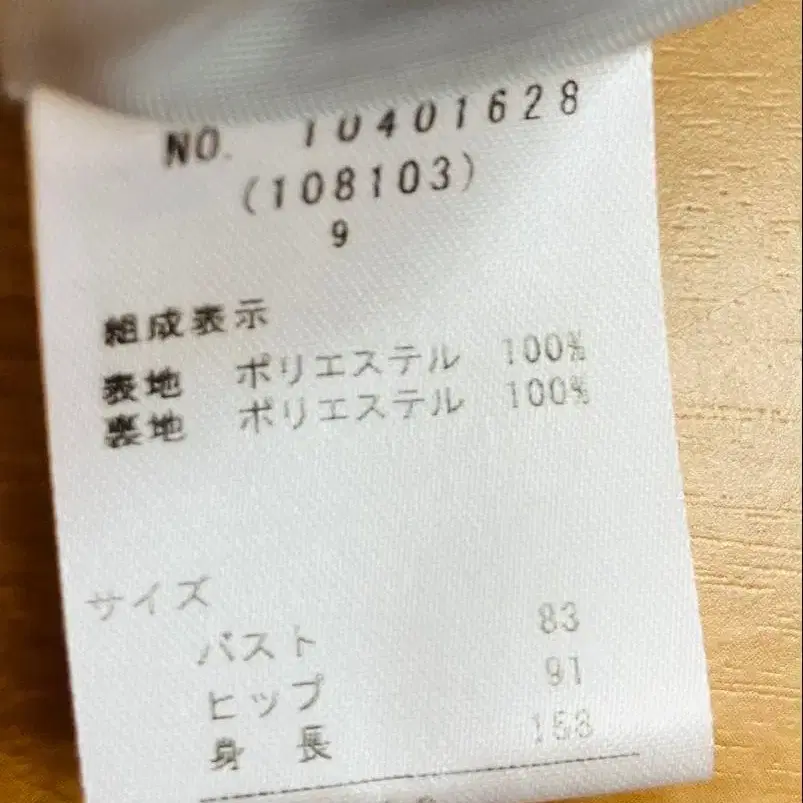 NO. 10401628
(108103)
9
組成表示
表地 ポリエステル 100%
裏地 ポリエステル 100%
サイズ
バスト 83
ヒップ 91
身長 158